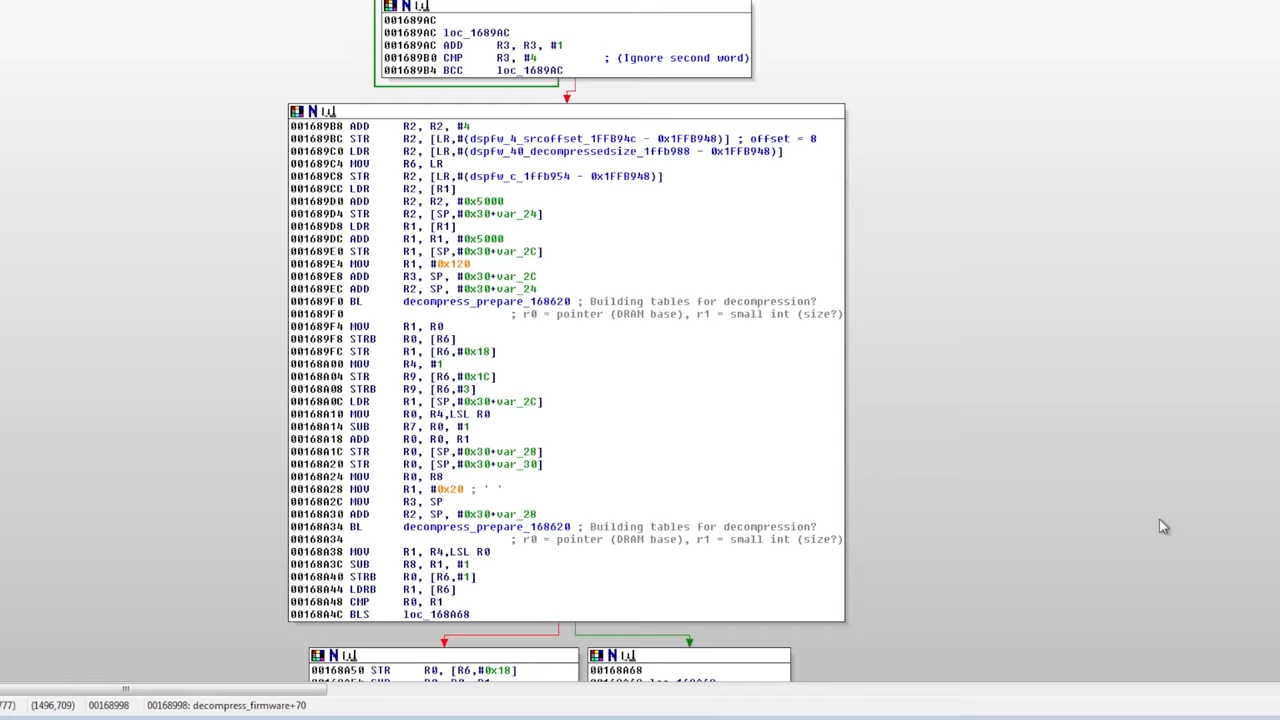 001689AC
001689AC loc_1689AC
001689AC ADD R3, R3, #1
001689B0 CMP R3, #4 ; (Ignore second word)
001689B4 BCC loc_1689AC
001689B8 ADD R2, R2, #4
001689BC STR R2, [LR,#(dspfw_4_srcoffset_1FFB94c - 0x1FFB948)] ; offset = 8
001689C0 LDR R2, [LR,#(dspfw_40_decompressedsize_1ffb988 - 0x1FFB948)]
001689C4 MOV R6, LR
001689C8 STR R2, [LR,#(dspfw_c_1ffb954 - 0x1FFB948)]
001689CC LDR R2, [R1]
001689D0 ADD R2, R2, #0x5000
001689D4 STR R2, [SP,#0x30+var_24]
001689D8 LDR R1, [R1]
001689DC ADD R1, R1, #0x5000
001689E0 STR R1, [SP,#0x30+var_2C]
001689E4 MOV R1, #0x120
001689E8 ADD R3, SP, #0x30+var_2C
001689EC ADD R2, SP, #0x30+var_24
001689F0 BL decompress_prepare_168620 ; Building tables for decompression?
001689F0 ; r0 = pointer (DRAM base), r1 = small int (size?)
001689F4 MOV R1, R0
001689F8 STRB R0, [R6]
001689FC STR R1, [R6,#0x18]
00168A00 MOV R4, #1
00168A04 STR R9, [R6,#0x1C]
00168A08 STRB R9, [R6,#3]
00168A0C LDR R1, [SP,#0x30+var_2C]
00168A10 MOV R0, R4,LSL R0
00168A14 SUB R7, R0, #1
00168A18 ADD R0, R0, R1
00168A1C STR R0, [SP,#0x30+var_28]
00168A20 STR R0, [SP,#0x30+var_30]
00168A24 MOV R0, R8
00168A28 MOV R1, #0x20 ; ' '
00168A2C MOV R3, SP
00168A30 ADD R2, SP, #0x30+var_28
00168A34 BL decompress_prepare_168620 ; Building tables for decompression?
00168A34 ; r0 = pointer (DRAM base), r1 = small int (size?)
00168A38 MOV R1, R4,LSL R0
00168A3C SUB R8, R1, #1
00168A40 STRB R0, [R6,#1]
00168A44 LDRB R1, [R6]
00168A48 CMP R0, R1
00168A4C BLS loc_168A68
00168A50 STR R0, [R6,#0x18]
00168A68
777) (1496,709) 00168998 00168998: decompress_firmware+70